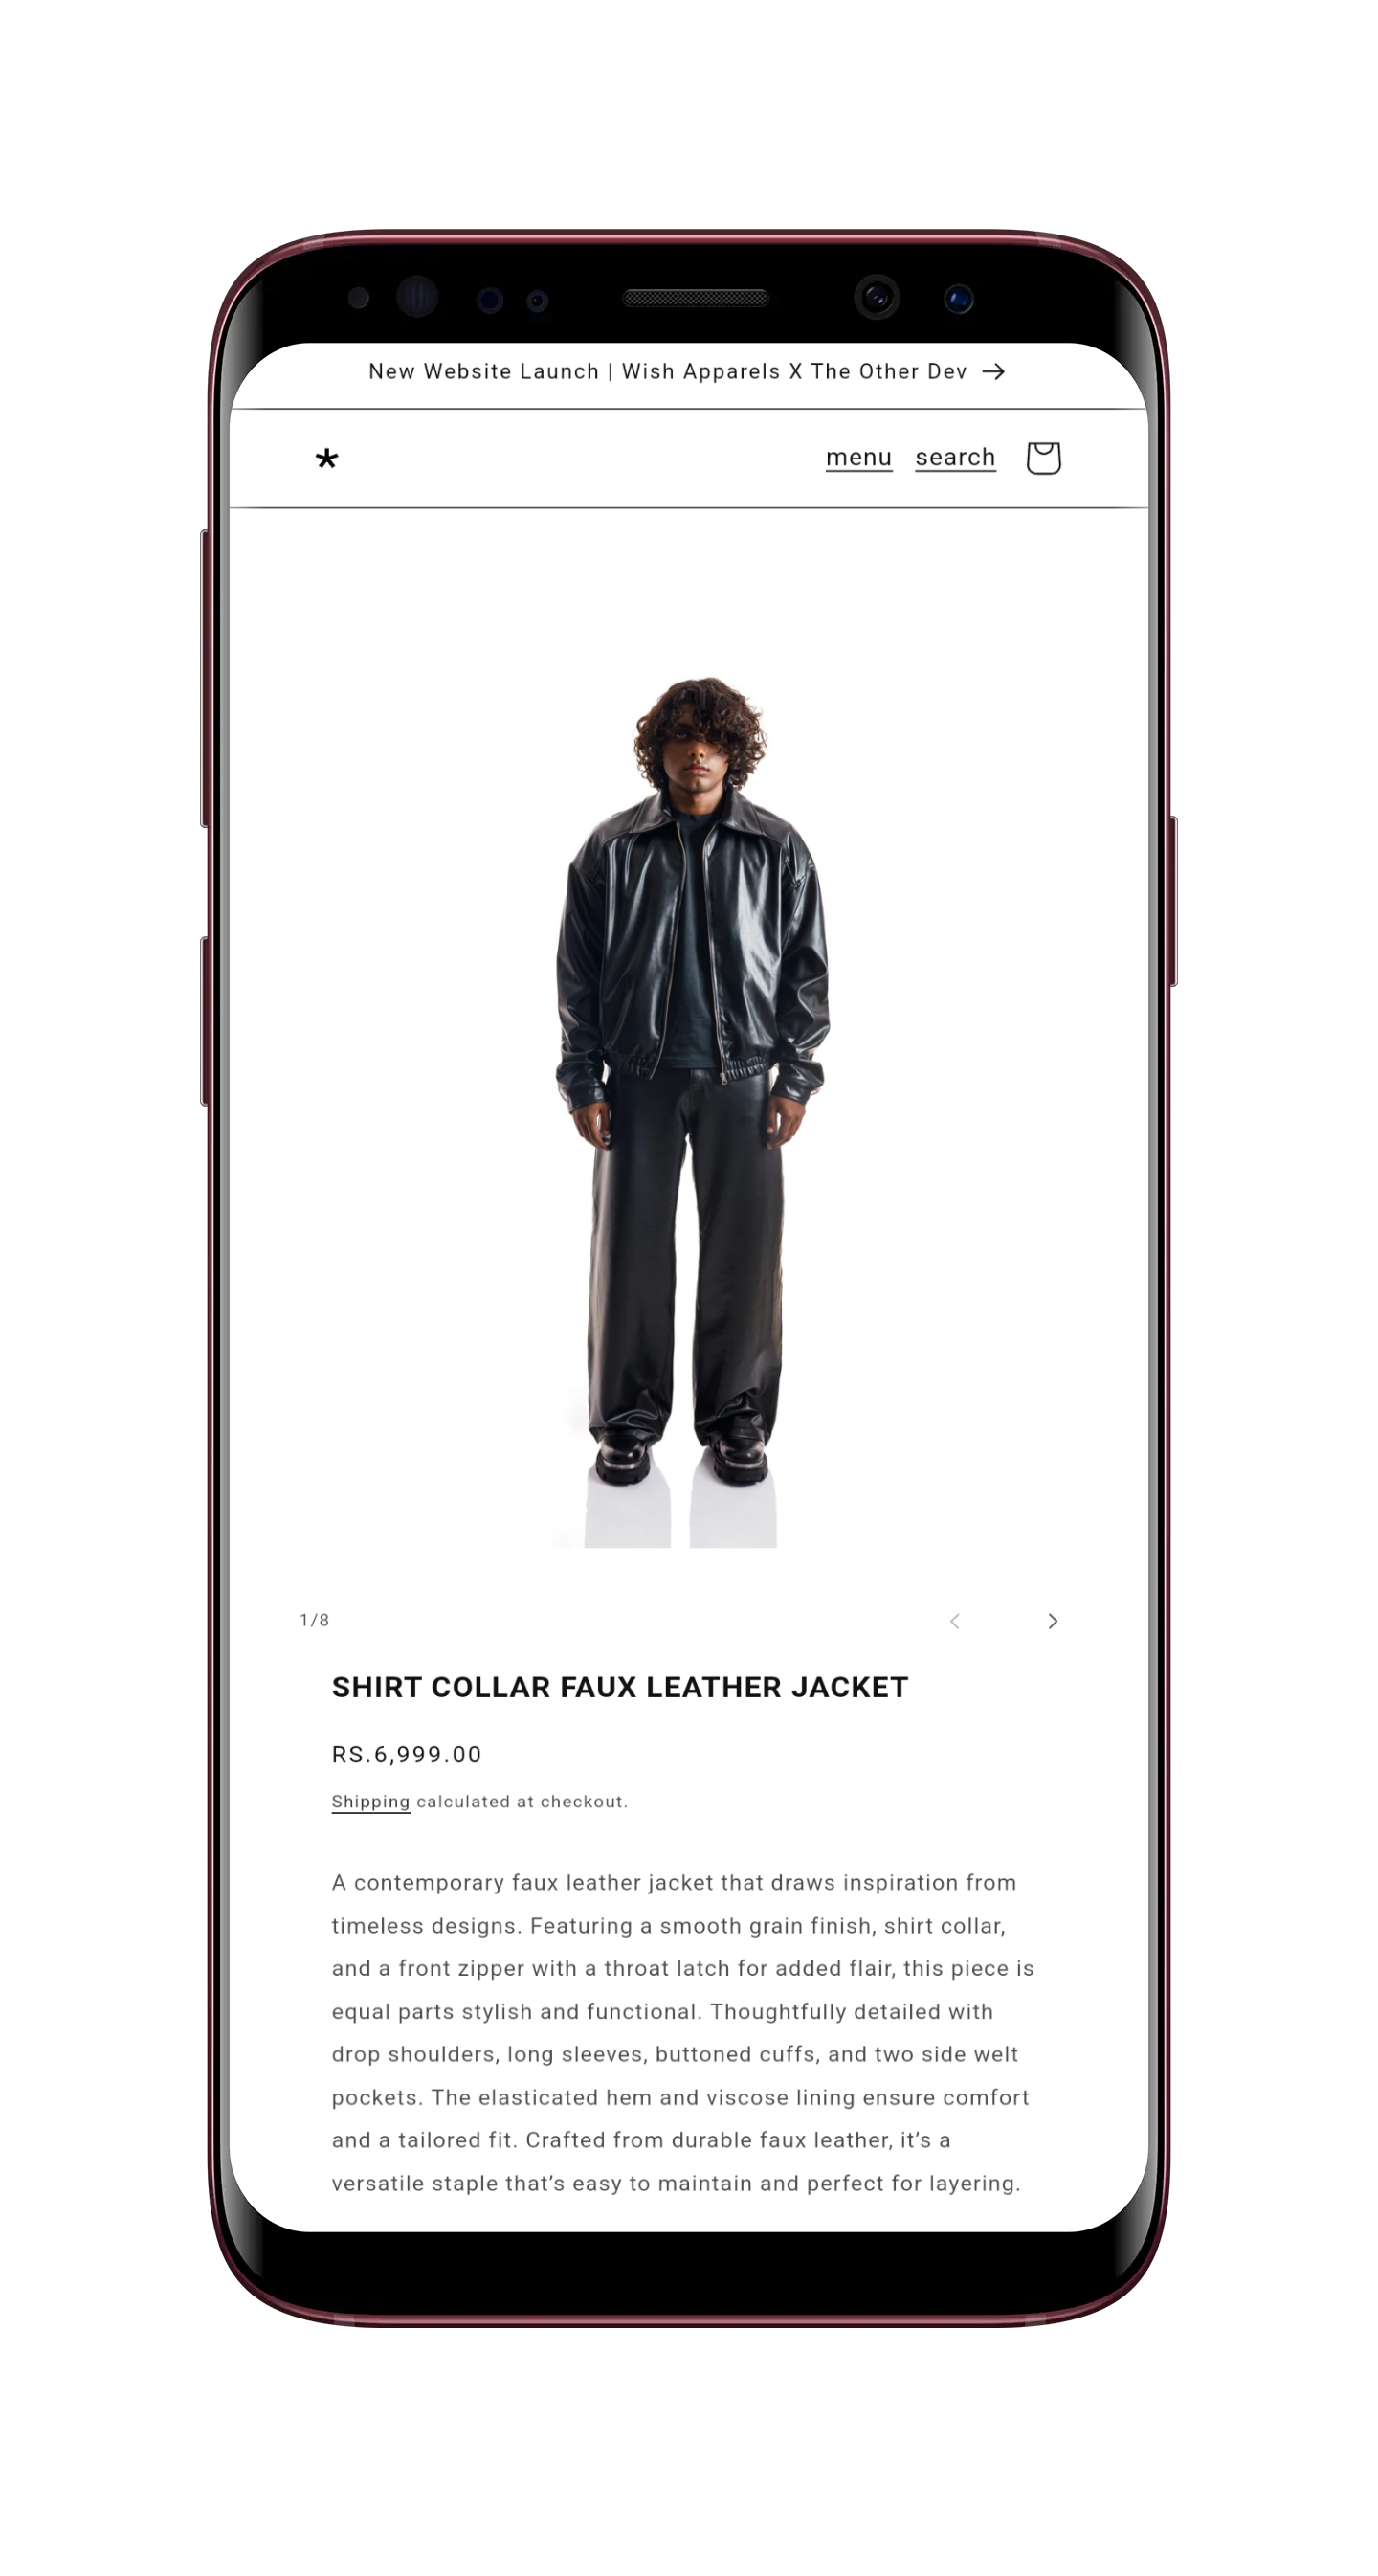 New Website Launch | Wish Apparels X The Other Dev →
*
menu search
1/8
SHIRT COLLAR FAUX LEATHER JACKET
RS.6,999.00
Shipping calculated at checkout.
A contemporary faux leather jacket that draws inspiration from
timeless designs. Featuring a smooth grain finish, shirt collar,
and a front zipper with a throat latch for added flair, this piece is
equal parts stylish and functional. Thoughtfully detailed with
drop shoulders, long sleeves, buttoned cuffs, and two side welt
pockets. The elasticated hem and viscose lining ensure comfort
and a tailored fit. Crafted from durable faux leather, it’s a
versatile staple that’s easy to maintain and perfect for layering.